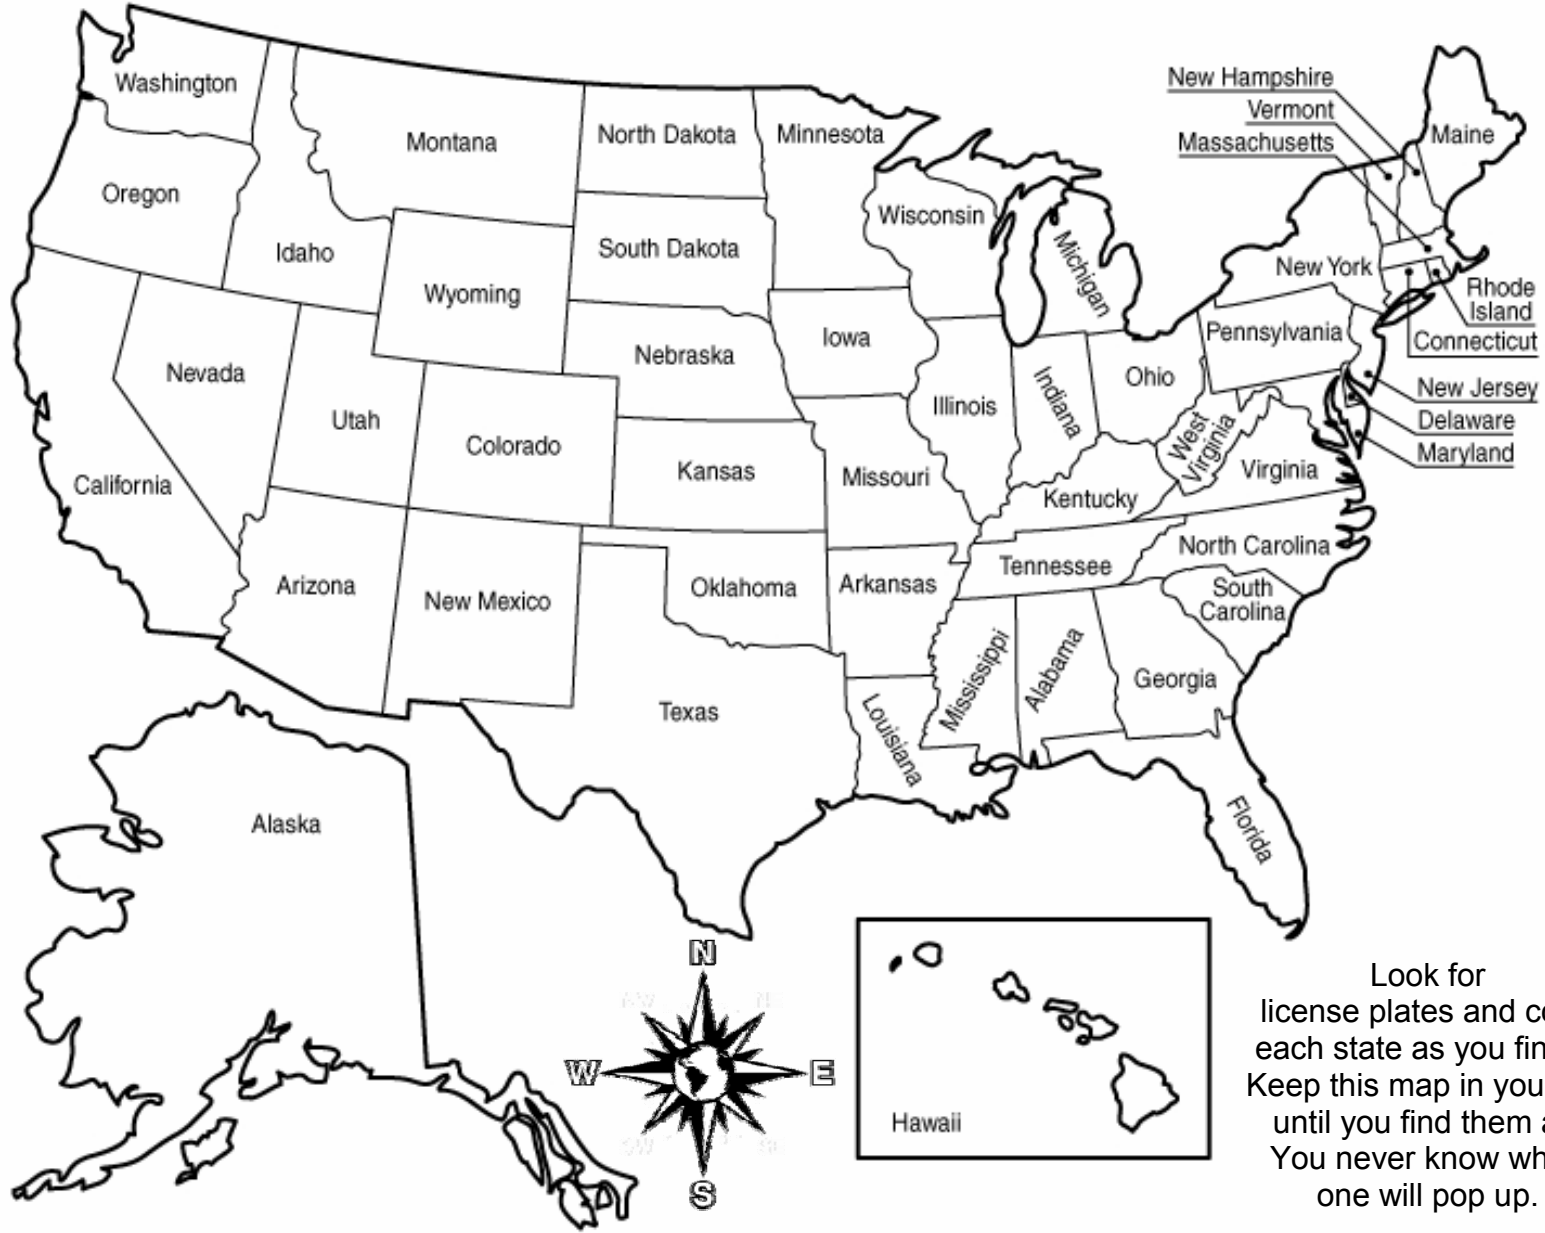 Washington
Oregon
California
Nevada
Idaho
Montana
Wyoming
Utah
Colorado
Arizona
New Mexico
North Dakota
South Dakota
Nebraska
Kansas
Oklahoma
Texas
Minnesota
Iowa
Missouri
Arkansas
Louisiana
Wisconsin
Illinois
Michigan
Indiana
Ohio
Kentucky
Tennessee
Mississippi
Alabama
Georgia
Florida
South
Carolina
North Carolina
Virginia
West
Virginia
Pennsylvania
New York
New Hampshire
Vermont
Massachusetts
Maine
Rhode
Island
Connecticut
New Jersey
Delaware
Maryland
Alaska
Hawaii
N
W
E
S
Look for
license plates and co
each state as you fin
Keep this map in you
until you find them a
You never know wh
one will pop up.